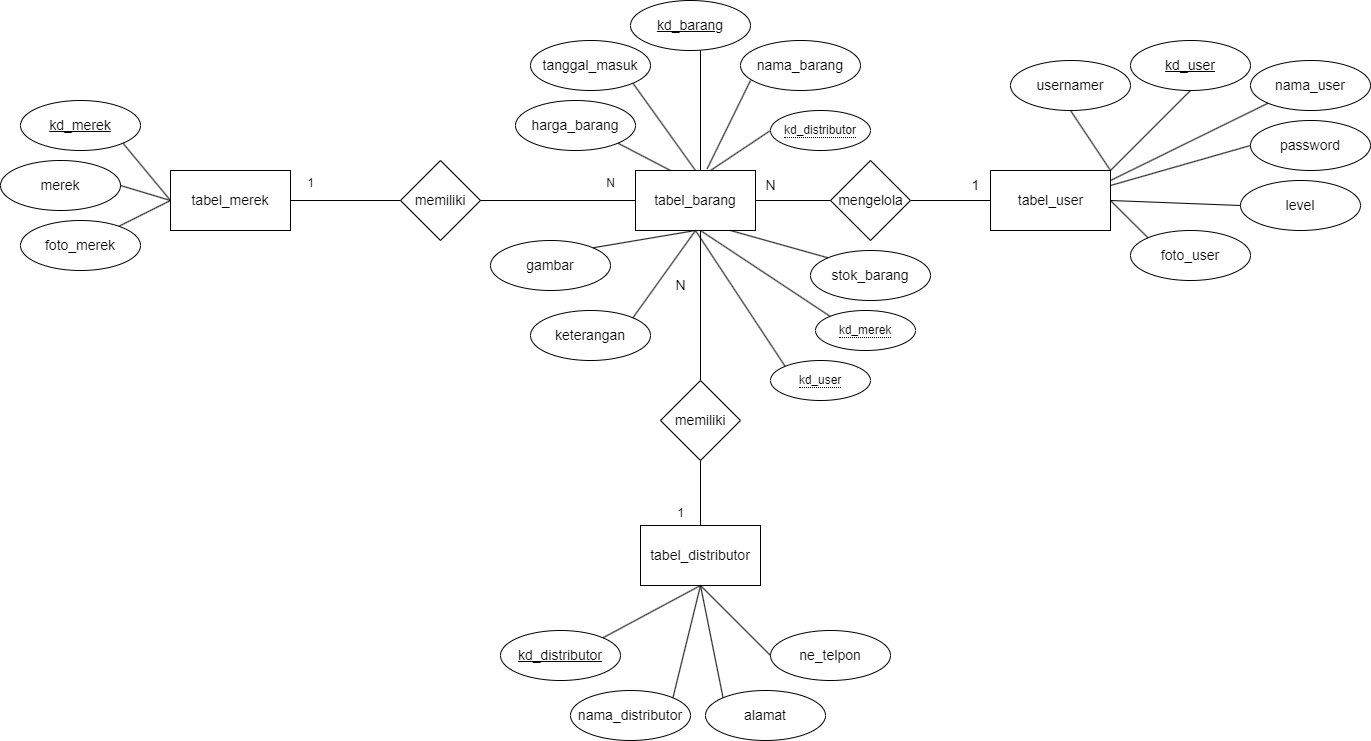 kd_barang
tanggal_masuk
nama_barang
kd_user
usernamer
nama_user
kd_merek
harga_barang
kd_distributor
password
merek
tabel_merek
1
memiliki
N
tabel_barang
N
mengelola
1
tabel_user
level
foto_merek
gambar
stok_barang
foto_user
N
keterangan
kd_merek
kd_user
memiliki
1
tabel_distributor
kd_distributor
ne_telpon
nama_distributor
alamat